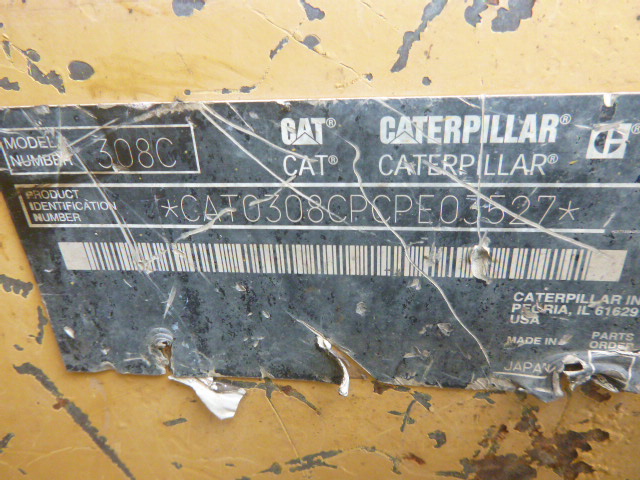 MODEL NUMBER 308C
CAT® CATERPILLAR®
CAT® CATERPILLAR®
PRODUCT IDENTIFICATION NUMBER *CAT0308CPCPE03527*
CATERPILLAR IN
PEORIA, IL 61629
USA
MADE IN PARTS
JAPAN ORDER